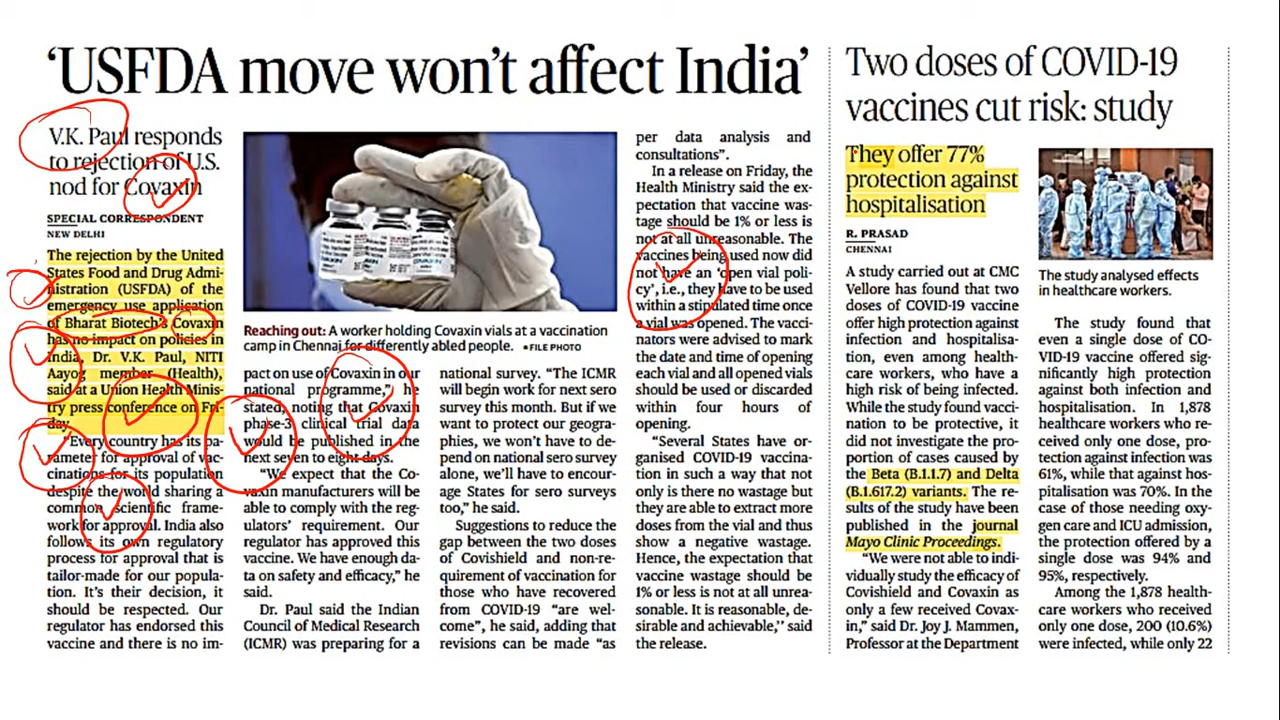 ‘USFDA move won’t affect India’
V.K. Paul responds
to rejection of U.S.
nod for Covaxin
SPECIAL CORRESPONDENT
NEW DELHI
The rejection by the United
States Food and Drug Admi-
nistration (USFDA) of the
emergency use application
of Bharat Biotech’s Covaxin
has no impact on policies in
India, Dr. V.K. Paul, NITI
Aayog member (Health),
said at a Union Health Minis-
try press conference on Fri-
day.
“Every country has its pa-
rameter for approval of vac-
cinations for its population
despite the world sharing a
common scientific frame-
work for approval. India also
follows its own regulatory
process for approval that is
tailor-made for our popula-
tion. It’s their decision, it
should be respected. Our
regulator has endorsed this
vaccine and there is no im-
Reaching out: A worker holding Covaxin vials at a vaccination
camp in Chennai for differently abled people. •FILE PHOTO
pact on use of Covaxin in our
national programme,” he
stated, noting that Covaxin
phase-3 clinical trial data
would be published in the
next seven to eight days.
“We expect that the Co-
vaxin manufacturers will be
able to comply with the reg-
ulators’ requirement. Our
regulator has approved this
vaccine. We have enough da-
ta on safety and efficacy,” he
said.
Dr. Paul said the Indian
Council of Medical Research
(ICMR) was preparing for a
national survey. “The ICMR
will begin work for next sero
survey this month. But if we
want to protect our geogra-
phies, we won’t have to de-
pend on national sero survey
alone, we’ll have to encour-
age States for sero surveys
too,” he said.
Suggestions to reduce the
gap between the two doses
of Covishield and non-re-
quirement of vaccination for
those who have recovered
from COVID-19 “are wel-
come”, he said, adding that
revisions can be made “as
per data analysis and
consultations”.
In a release on Friday, the
Health Ministry said the ex-
pectation that vaccine was-
tage should be 1% or less is
not at all unreasonable. The
vaccines being used now did
not have an ‘open vial poli-
cy’, i.e., they have to be used
within a stipulated time once
a vial was opened. The vacci-
nators were advised to mark
the date and time of opening
each vial and all opened vials
should be used or discarded
within four hours of
opening.
“Several States have or-
ganised COVID-19 vaccina-
tion in such a way that not
only is there no wastage but
they are able to extract more
doses from the vial and thus
show a negative wastage.
Hence, the expectation that
vaccine wastage should be
1% or less is not at all unrea-
sonable. It is reasonable, de-
sirable and achievable,” said
the release.
Two doses of COVID-19
vaccines cut risk: study
They offer 77%
protection against
hospitalisation
R. PRASAD
CHENNAI
A study carried out at CMC
Vellore has found that two
doses of COVID-19 vaccine
offer high protection against
infection and hospitalisa-
tion, even among health-
care workers, who have a
high risk of being infected.
While the study found vacci-
nation to be protective, it
did not investigate the pro-
portion of cases caused by
the Beta (B.1.1.7) and Delta
(B.1.617.2) variants. The re-
sults of the study have been
published in the journal
Mayo Clinic Proceedings.
“We were not able to indi-
vidually study the efficacy of
Covishield and Covaxin as
only a few received Covax-
in,” said Dr. Joy J. Mammen,
Professor at the Department
The study analysed effects
in healthcare workers.
The study found that
even a single dose of CO-
VID-19 vaccine offered sig-
nificantly high protection
against both infection and
hospitalisation. In 1,878
healthcare workers who re-
ceived only one dose, pro-
tection against infection was
61%, while that against hos-
pitalisation was 70%. In the
case of those needing oxy-
gen care and ICU admission,
the protection offered by a
single dose was 94% and
95%, respectively.
Among the 1,878 health-
care workers who received
only one dose, 200 (10.6%)
were infected, while only 22